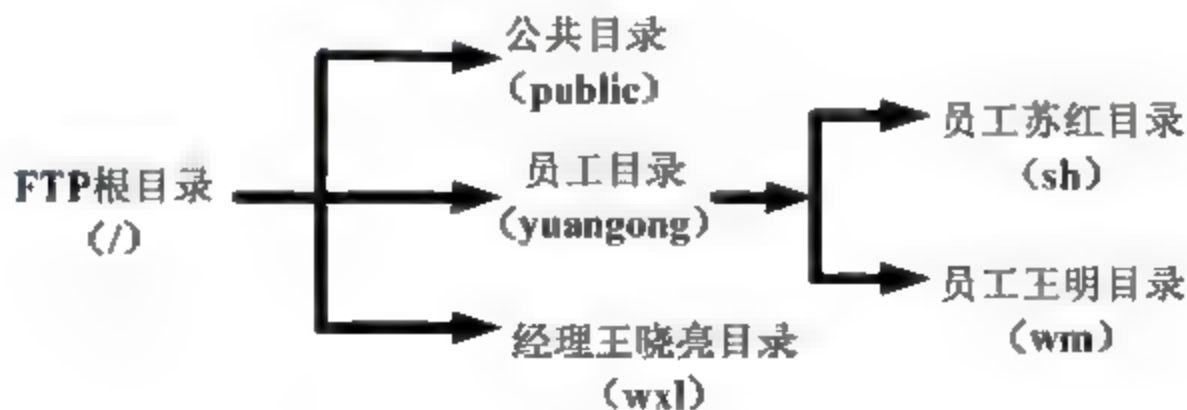 公共目录
（public）
FTP根目录
（/）
员工目录
（yuangong）
经理王晓亮目录
（wxl）
员工苏红目录
（sh）
员工王明目录
（wm）